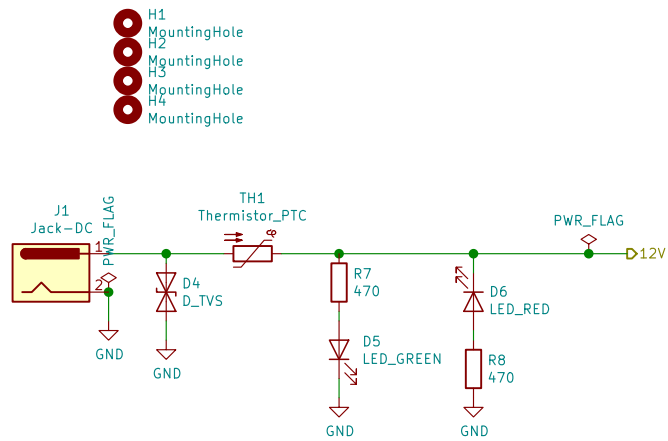 H1
MountingHole
H2
MountingHole
H3
MountingHole
H4
MountingHole
J1
Jack-DC
1
2
PWR_FLAG
GND
D4
D_TVS
GND
TH1
Thermistor_PTC
θ
R7
470
D5
LED_GREEN
GND
D6
LED_RED
R8
470
GND
PWR_FLAG
12V